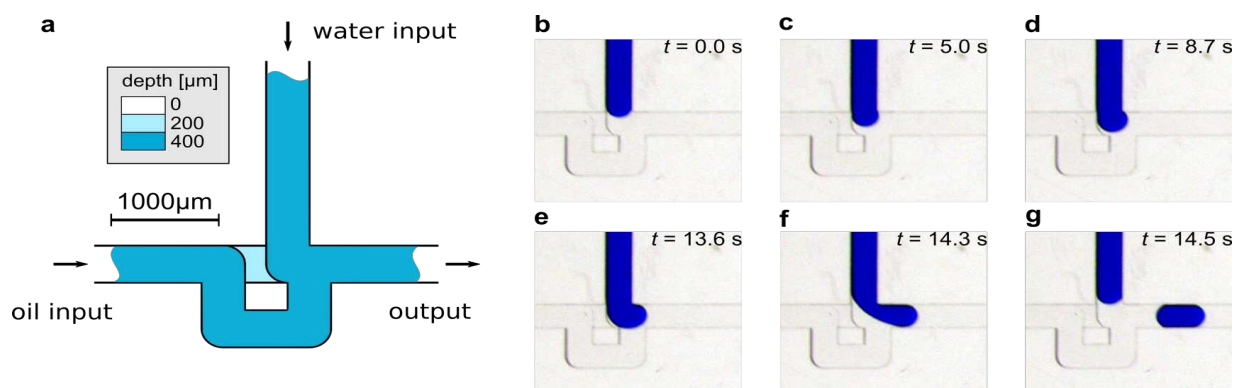 a
water input
depth [µm]
0
200
400
1000µm
oil input
output
b
t = 0.0 s
c
t = 5.0 s
d
t = 8.7 s
e
t = 13.6 s
f
t = 14.3 s
g
t = 14.5 s